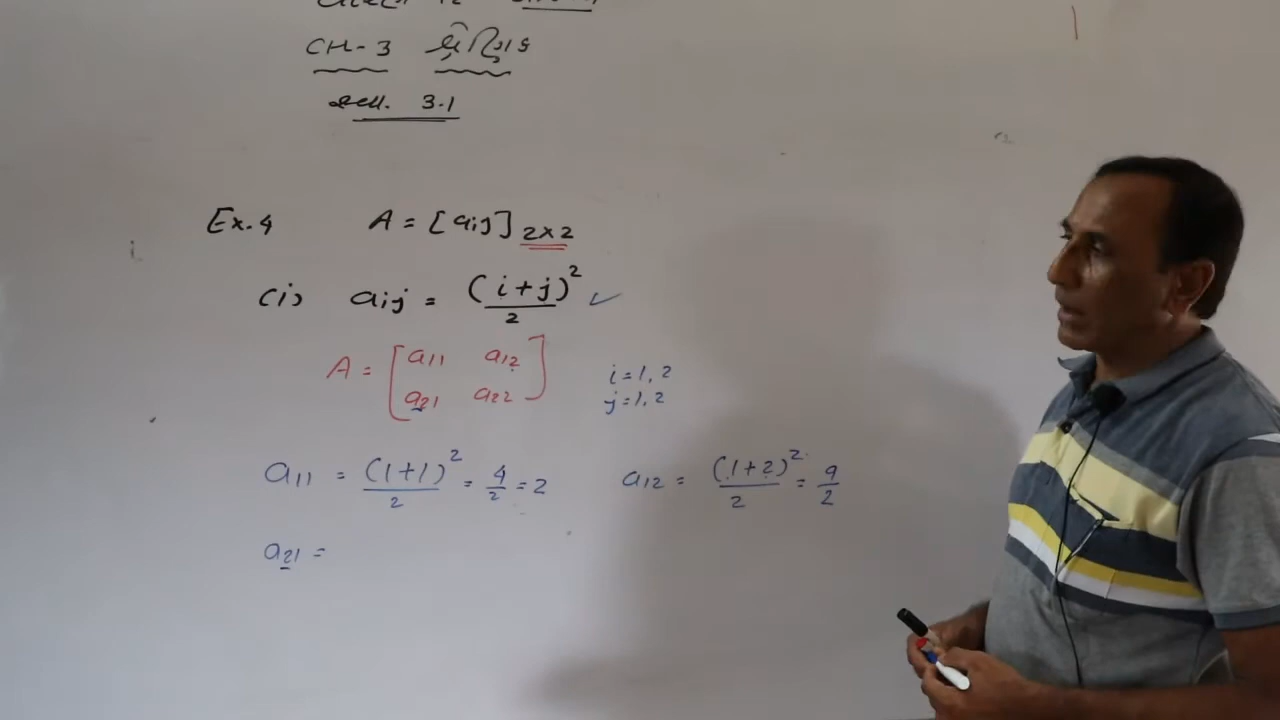 CH-3 શ્રેણિક
સ્વા. 3.1
Ex. 4 A = [aij] 2×2
(i) aij = (i+j)² / 2 ✓
A = [a11 a12
a21 a22]
i = 1, 2
j = 1, 2
a11 = (1+1)² / 2 = 4/2 = 2 a12 = (1+2)² / 2 = 9/2
a21 =